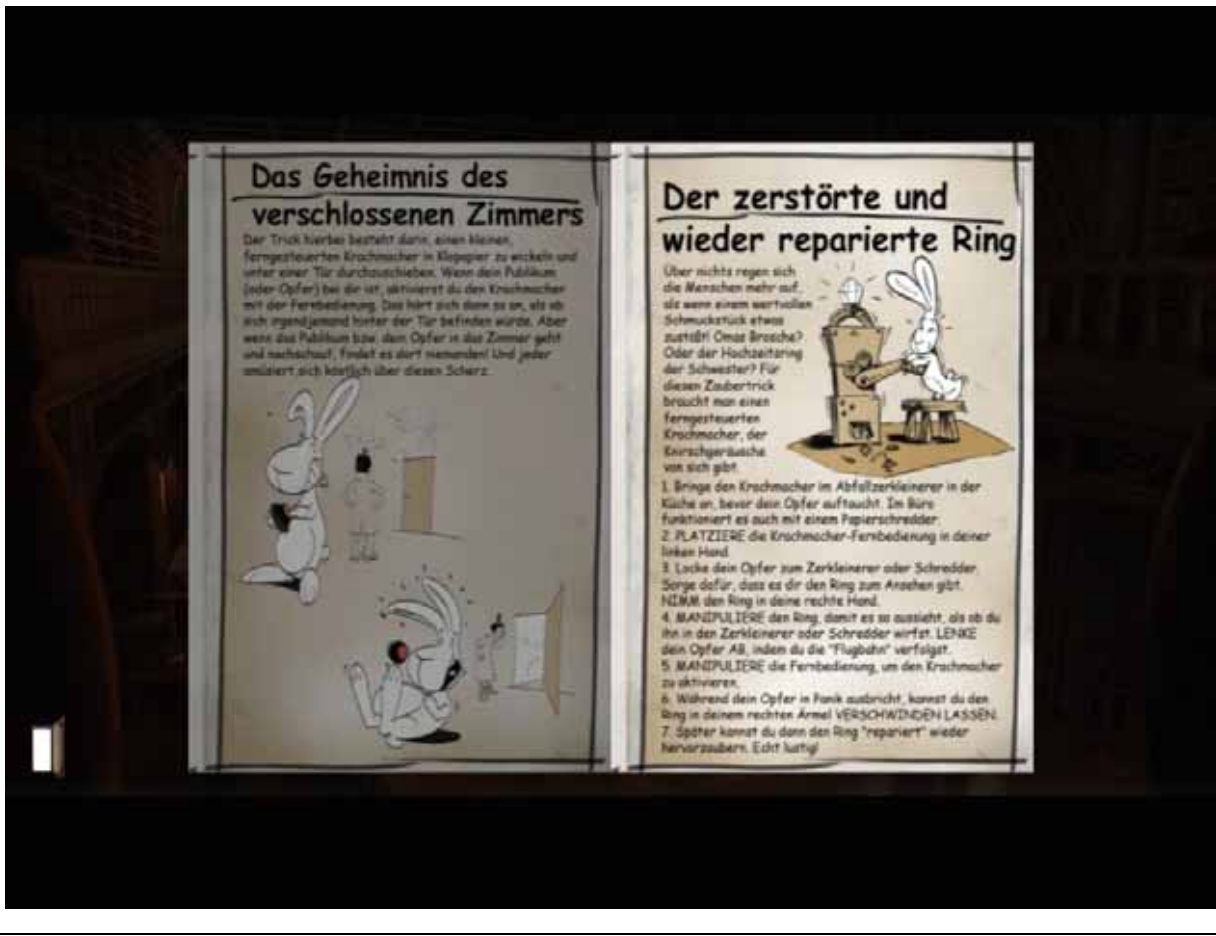 Das Geheimnis des
verschlossenen Zimmers
Der Trick hierbei besteht darin, einen kleinen,
ferngesteuerten Krachmacher in Klopapier zu wickeln und
unter einer Tür durchzuschieben. Wenn dein Publikum
(oder Opfer) bei dir ist, aktivierst du den Krachmacher
mit der Fernbedienung. Das hört sich dann so an, als ob
sich irgendjemand hinter der Tür befinden würde. Aber
wenn das Publikum bzw. dein Opfer in das Zimmer geht
und nachschaut, findet es dort niemanden! Und jeder
amüsiert sich köstlich über diesen Scherz.
Der zerstörte und
wieder reparierte Ring
Über nichts regen sich
die Menschen mehr auf,
als wenn einem wertvollen
Schmuckstück etwas
zustößt! Omas Brosche?
Oder der Hochzeitsring
der Schwester? Für
diesen Zaubertrick
braucht man einen
ferngesteuerten
Krachmacher, der
Knirschgeräusche
von sich gibt.
1. Bringe den Krachmacher im Abfallzerkleinerer in der
Küche an, bevor dein Opfer auftaucht. Im Büro
funktioniert es auch mit einem Papierschredder.
2. PLATZIERE die Krachmacher-Fernbedienung in deiner
linken Hand.
3. Locke dein Opfer zum Zerkleinerer oder Schredder.
Sorge dafür, dass es dir den Ring zum Ansehen gibt.
NIMM den Ring in deine rechte Hand.
4. MANIPULIERE den Ring, damit es so aussieht, als ob du
ihn in den Zerkleinerer oder Schredder wirfst. LENKE
dein Opfer AB, indem du die "Flugbahn" verfolgst.
5. MANIPULIERE die Fernbedienung, um den Krachmacher
zu aktivieren.
6. Während dein Opfer in Panik ausbricht, kannst du den
Ring in deinem rechten Ärmel VERSCHWINDEN LASSEN.
7. Später kannst du dann den Ring "repariert" wieder
hervorzaubern. Echt lustig!